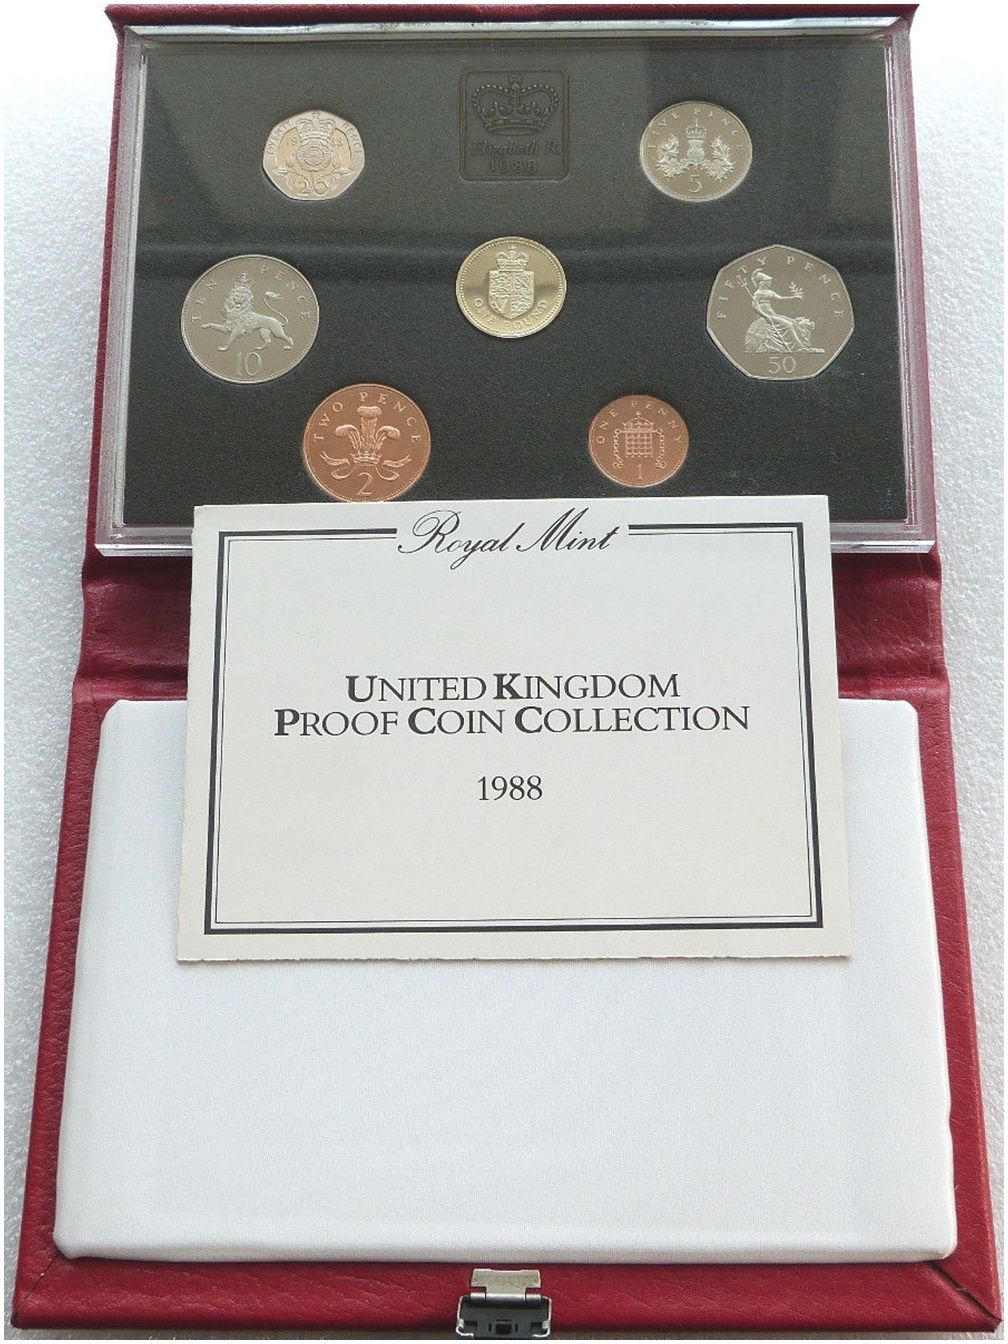 TWENTY PENCE
1988
20
Elizabeth R
1988
FIVE PENCE
5
TEN PENCE
10
ONE POUND
FIFTY PENCE
50
TWO PENCE
2
ONE PENNY
1
Royal Mint
UNITED KINGDOM
PROOF COIN COLLECTION
1988